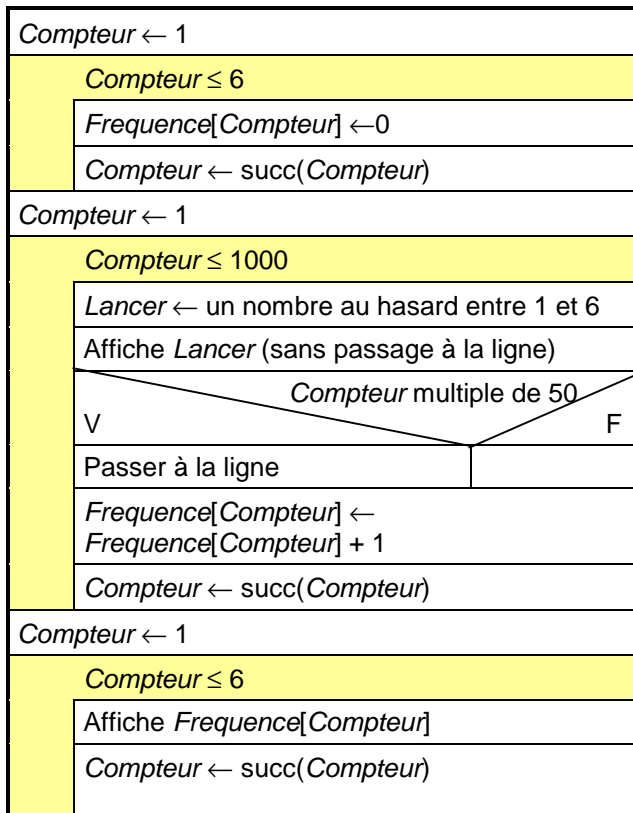 Compteur ← 1
Compteur ≤ 6
Frequence[Compteur] ←0
Compteur ← succ(Compteur)
Compteur ← 1
Compteur ≤ 1000
Lancer ← un nombre au hasard entre 1 et 6
Affiche Lancer (sans passage à la ligne)
Compteur multiple de 50
V F
Passer à la ligne
Frequence[Compteur] ←
Frequence[Compteur] + 1
Compteur ← succ(Compteur)
Compteur ← 1
Compteur ≤ 6
Affiche Frequence[Compteur]
Compteur ← succ(Compteur)